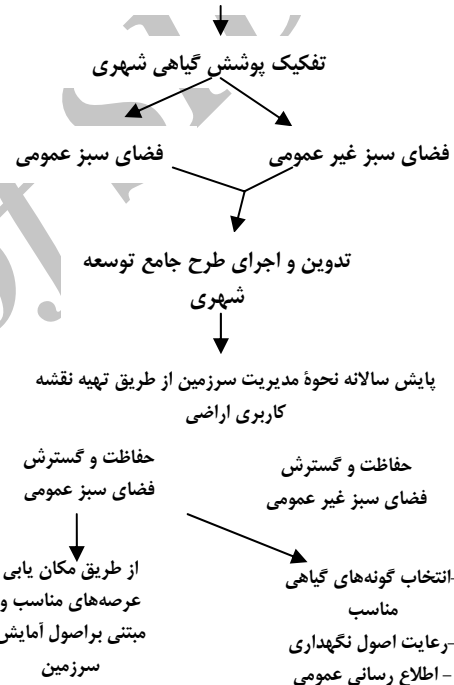 تفکیک پوشش گیاهی شهری
فضای سبز غیر عمومی
فضای سبز عمومی
تدوین و اجرای طرح جامع توسعه
شهری
پایش سالانه نحوۀ مدیریت سرزمین از طریق تهیه نقشه
کاربری اراضی
حفاظت و گسترش
فضای سبز غیر عمومی
حفاظت و گسترش
فضای سبز عمومی
-انتخاب گونه‌های گیاهی
مناسب
-رعایت اصول نگهداری
- اطلاع رسانی عمومی
از طریق مکان یابی
عرصه‌های مناسب و
مبتنی براصول آمایش
سرزمین